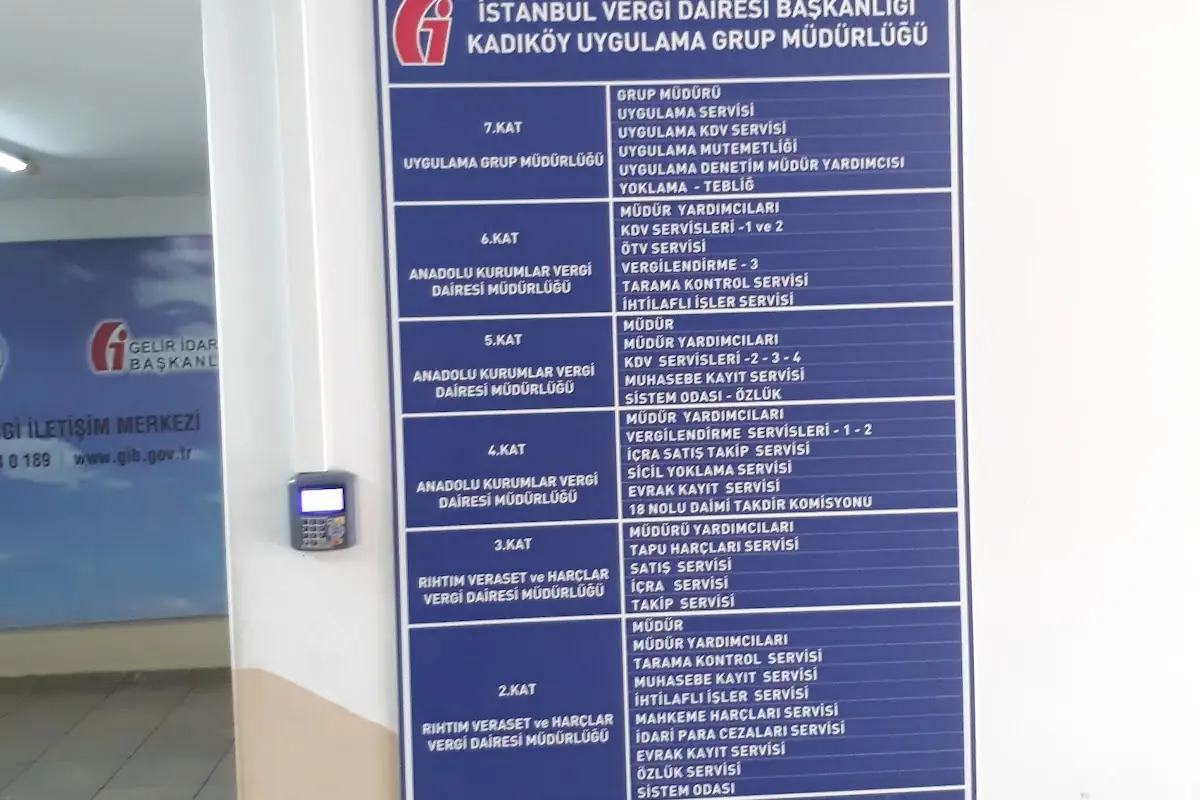 İSTANBUL VERGİ DAİRESİ BAŞKANLIĞI
KADIKÖY UYGULAMA GRUP MÜDÜRLÜĞÜ
7.KAT
UYGULAMA GRUP MÜDÜRLÜĞÜ
GRUP MÜDÜRÜ
UYGULAMA SERVİSİ
UYGULAMA KDV SERVİSİ
UYGULAMA MUTEMETLİĞİ
UYGULAMA DENETİM MÜDÜR YARDIMCISI
YOKLAMA - TEBLİĞ
6.KAT
ANADOLU KURUMLAR VERGİ
DAİRESİ MÜDÜRLÜĞÜ
MÜDÜR YARDIMCILARI
KDV SERVİSLERİ -1 ve 2
ÖTV SERVİSİ
VERGİLENDİRME - 3
TARAMA KONTROL SERVİSİ
İHTİLAFLI İŞLER SERVİSİ
5.KAT
ANADOLU KURUMLAR VERGİ
DAİRESİ MÜDÜRLÜĞÜ
MÜDÜR
MÜDÜR YARDIMCILARI
KDV SERVİSLERİ -2 - 3 - 4
MUHASEBE KAYIT SERVİSİ
SİSTEM ODASI - ÖZLÜK
4.KAT
ANADOLU KURUMLAR VERGİ
DAİRESİ MÜDÜRLÜĞÜ
MÜDÜR YARDIMCILARI
VERGİLENDİRME SERVİSLERİ - 1 - 2
İÇRA SATIŞ TAKİP SERVİSİ
SİCİL YOKLAMA SERVİSİ
EVRAK KAYIT SERVİSİ
18 NOLU DAİMİ TAKDİR KOMİSYONU
3.KAT
RIHTIM VERASET ve HARÇLAR
VERGİ DAİRESİ MÜDÜRLÜĞÜ
MÜDÜRÜ YARDIMCILARI
TAPU HARÇLARI SERVİSİ
SATIŞ SERVİSİ
İÇRA SERVİSİ
TAKİP SERVİSİ
2.KAT
RIHTIM VERASET ve HARÇLAR
VERGİ DAİRESİ MÜDÜRLÜĞÜ
MÜDÜR
MÜDÜR YARDIMCILARI
TARAMA KONTROL SERVİSİ
MUHASEBE KAYIT SERVİSİ
İHTİLAFLI İŞLER SERVİSİ
MAHKEME HARÇLARI SERVİSİ
İDARİ PARA CEZALARI SERVİSİ
EVRAK KAYIT SERVİSİ
ÖZLÜK SERVİSİ
SİSTEM ODASI
GELİR İDAR
BAŞKANL
Gİ İLETİŞİM MERKEZİ
0 189 www.gib.gov.tr